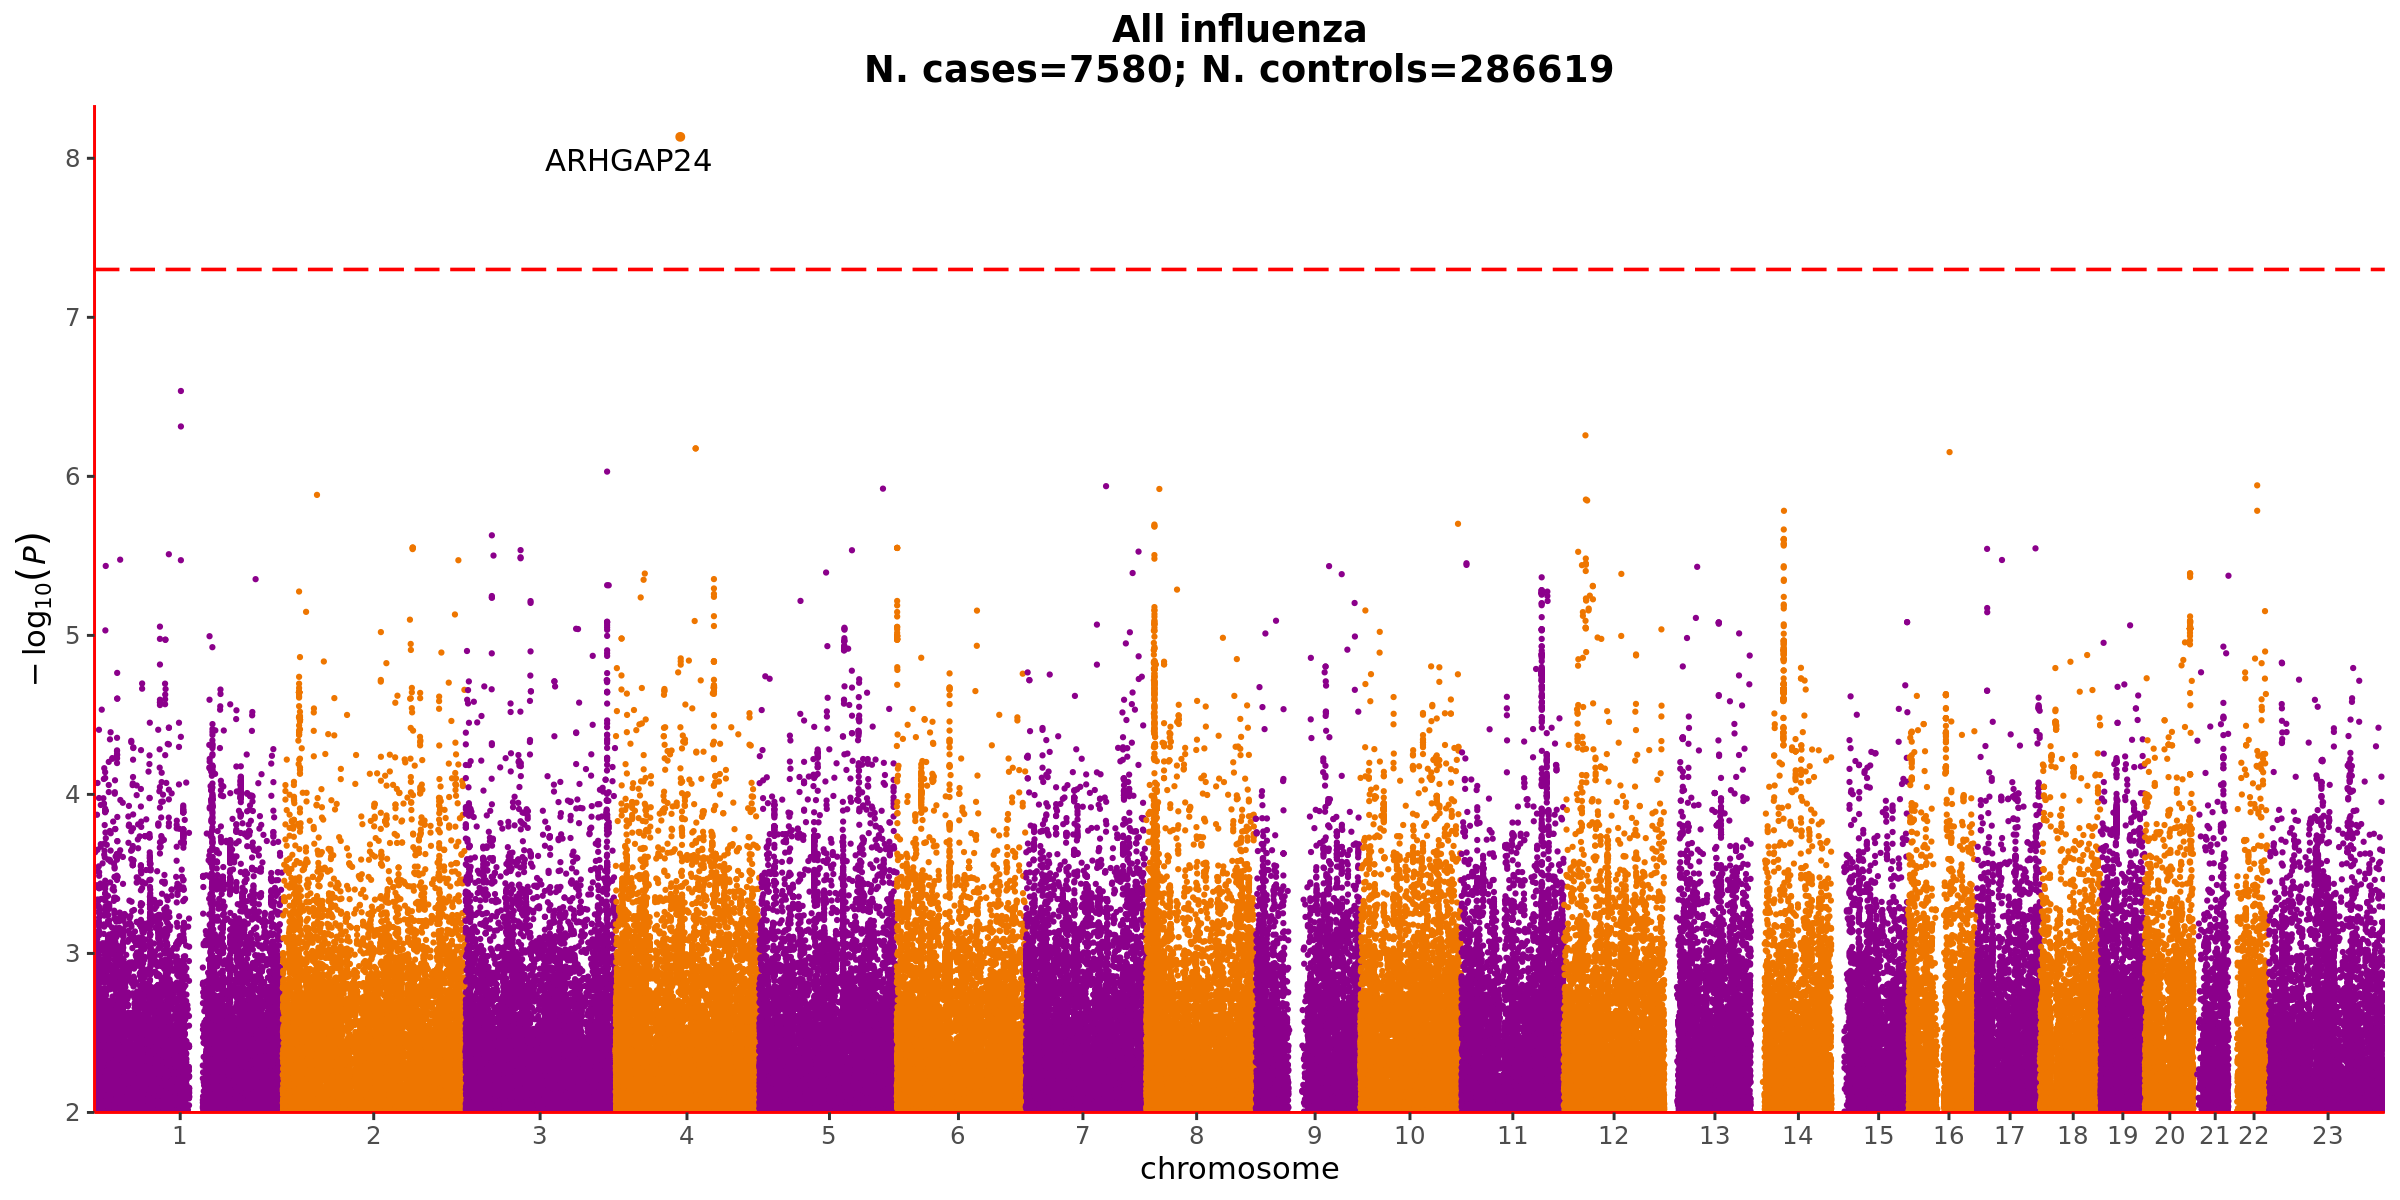 All influenza
N. cases=7580; N. controls=286619
ARHGAP24
8
7
6
5
4
3
2
−log₁₀(P)
1 2 3 4 5 6 7 8 9 10 11 12 13 14 15 16 17 18 19 20 21 22 23
chromosome